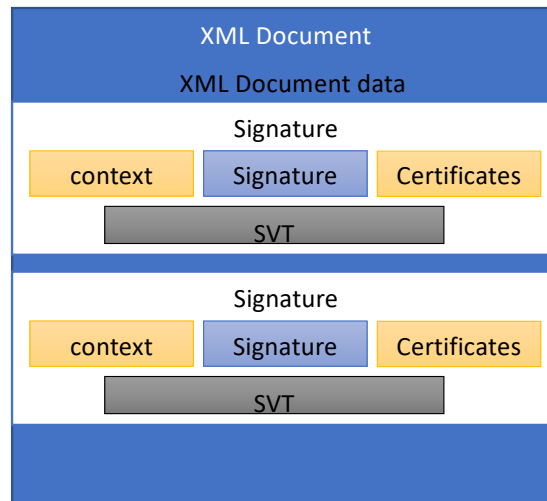 XML Document
XML Document data
Signature
context Signature Certificates
SVT
Signature
context Signature Certificates
SVT